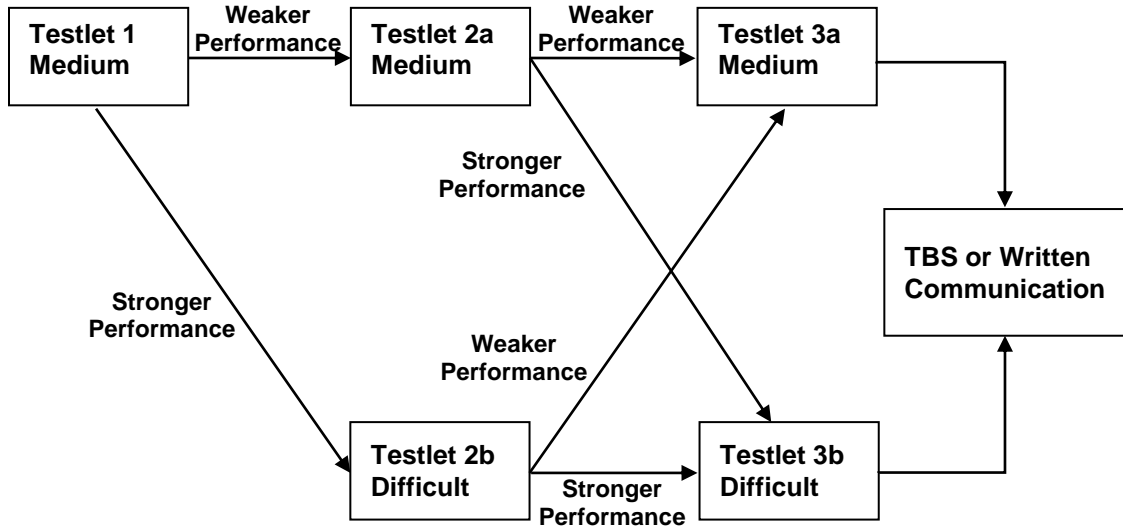 Testlet 1
Medium
Weaker
Performance
Testlet 2a
Medium
Weaker
Performance
Testlet 3a
Medium
Stronger
Performance
TBS or Written
Communication
Stronger
Performance
Weaker
Performance
Testlet 2b
Difficult
Stronger
Performance
Testlet 3b
Difficult